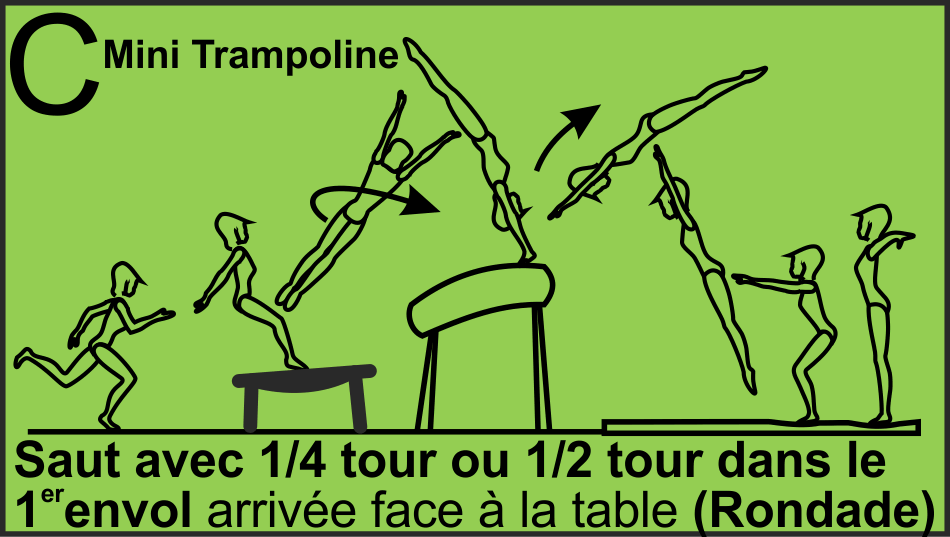 C Mini Trampoline
Saut avec 1/4 tour ou 1/2 tour dans le
1er envol arrivée face à la table (Rondade)